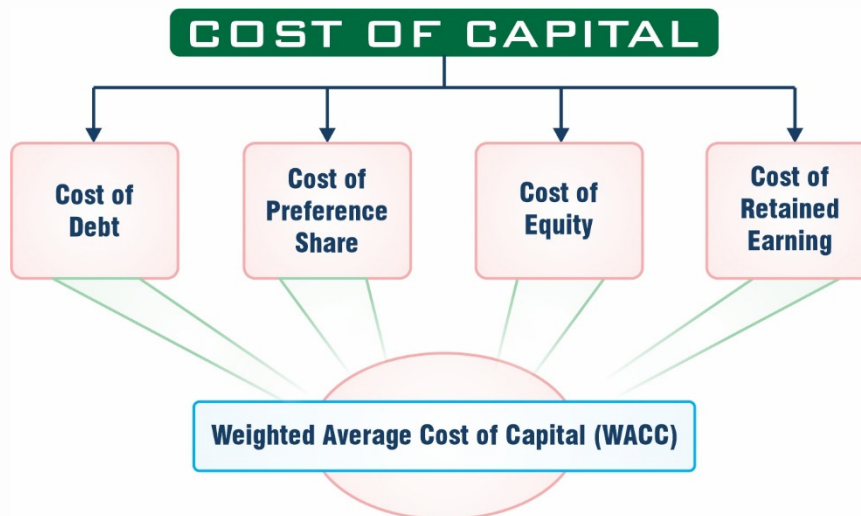 COST OF CAPITAL
Cost of
Debt
Cost of
Preference
Share
Cost of
Equity
Cost of
Retained
Earning
Weighted Average Cost of Capital (WACC)